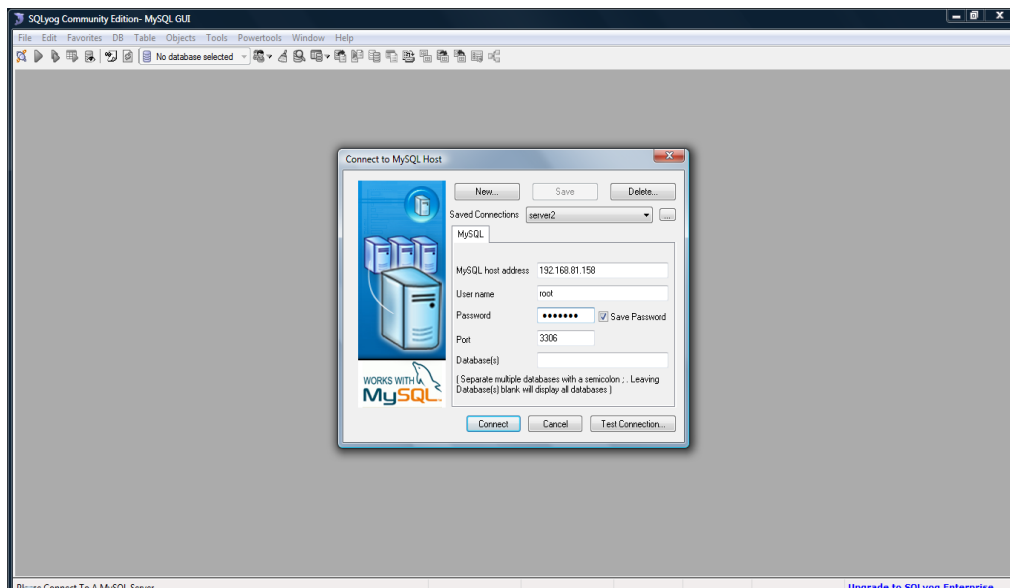 SQLyog Community Edition- MySQL GUI
File Edit Favorites DB Table Objects Tools Powertools Window Help
No database selected
Connect to MySQL Host
New... Save Delete...
Saved Connections server2 ...
MySQL
MySQL host address 192.168.81.158
User name root
Password ●●●●●●● Save Password
Port 3306
Database(s)
( Separate multiple databases with a semicolon ; . Leaving
Database(s) blank will display all databases )
WORKS WITH
MySQL.
Connect Cancel Test Connection...
Please Connect To A MySQL Server Upgrade to SQLyog Enterprise